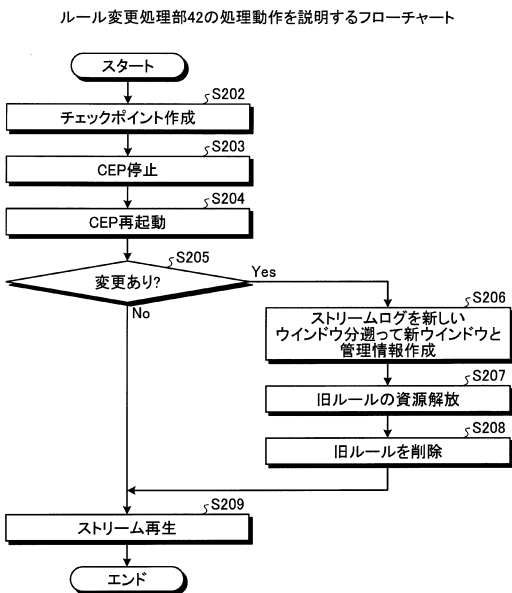 ルール変更処理部42の処理動作を説明するフローチャート
スタート
S202
チェックポイント作成
S203
CEP停止
S204
CEP再起動
S205
変更あり?
Yes
No
S206
ストリームログを新しい
ウインドウ分遡って新ウインドウと
管理情報作成
S207
旧ルールの資源解放
S208
旧ルールを削除
S209
ストリーム再生
エンド